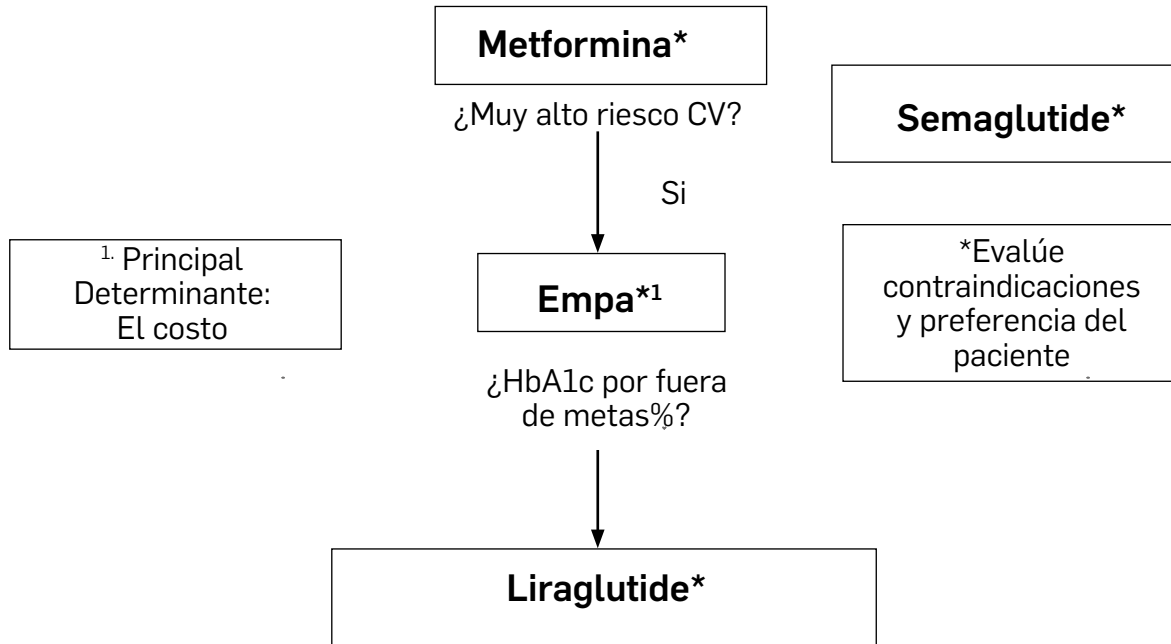 Metformina*
¿Muy alto riesco CV?
Semaglutide*
Si
1. Principal
Determinante:
El costo
Empa*1
*Evalúe
contraindicaciones
y preferencia del
paciente
¿HbA1c por fuera
de metas%?
Liraglutide*